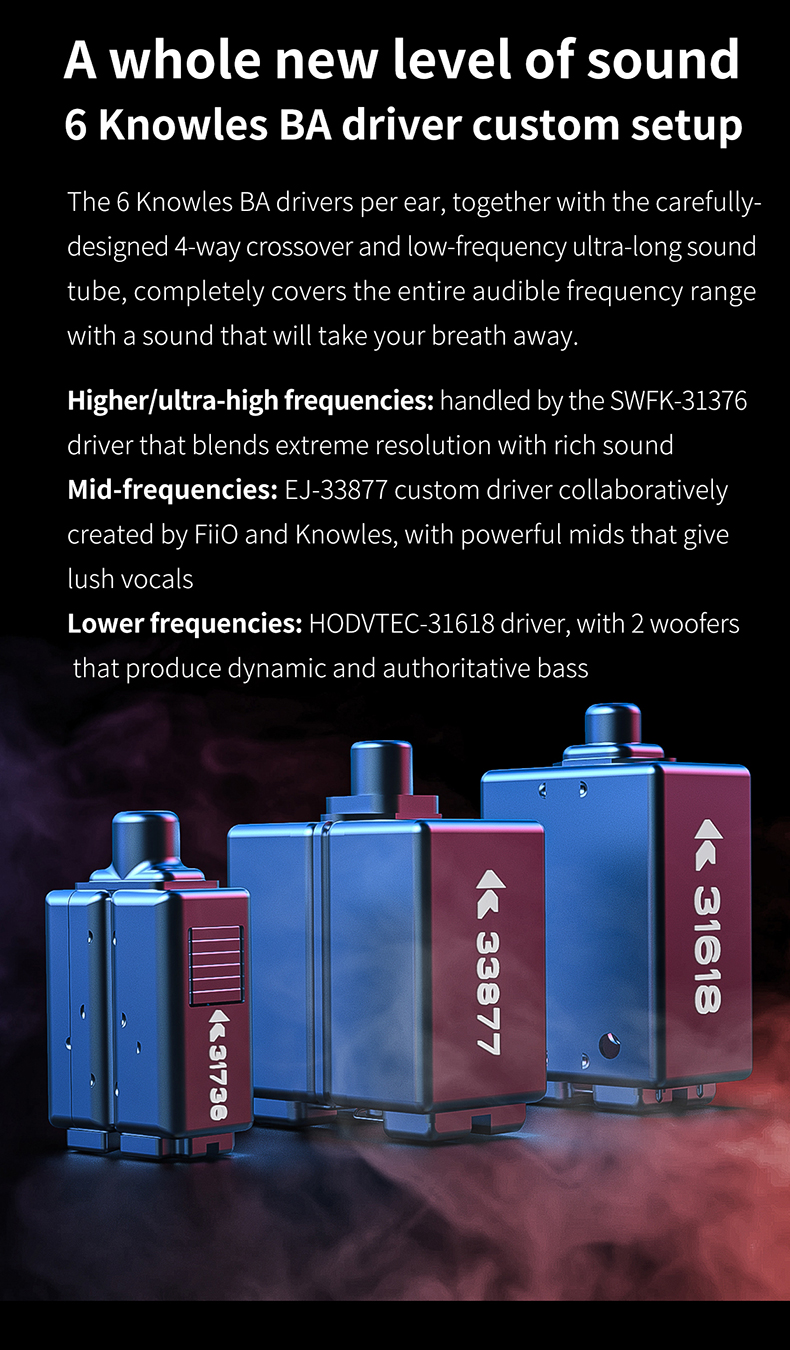 A whole new level of sound
6 Knowles BA driver custom setup
The 6 Knowles BA drivers per ear, together with the carefully-
designed 4-way crossover and low-frequency ultra-long sound
tube, completely covers the entire audible frequency range
with a sound that will take your breath away.
Higher/ultra-high frequencies: handled by the SWFK-31376
driver that blends extreme resolution with rich sound
Mid-frequencies: EJ-33877 custom driver collaboratively
created by FiiO and Knowles, with powerful mids that give
lush vocals
Lower frequencies: HODVTEC-31618 driver, with 2 woofers
that produce dynamic and authoritative bass
31736
33877
31618